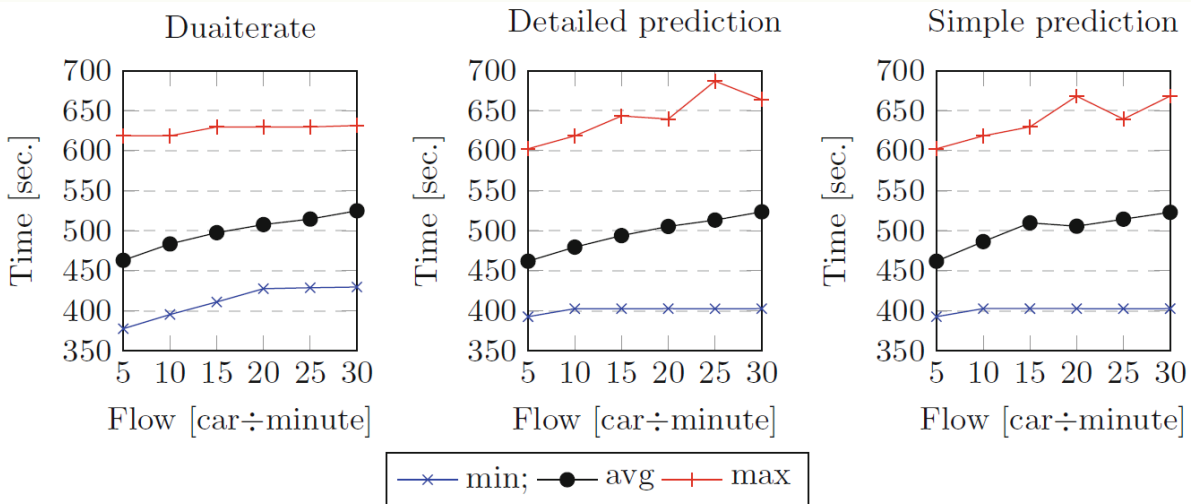 Duaiterate
Detailed prediction
Simple prediction
Time [sec.]
700
650
600
550
500
450
400
350
5 10 15 20 25 30
Flow [car÷minute]
Time [sec.]
700
650
600
550
500
450
400
350
5 10 15 20 25 30
Flow [car÷minute]
Time [sec.]
700
650
600
550
500
450
400
350
5 10 15 20 25 30
Flow [car÷minute]
min; avg max